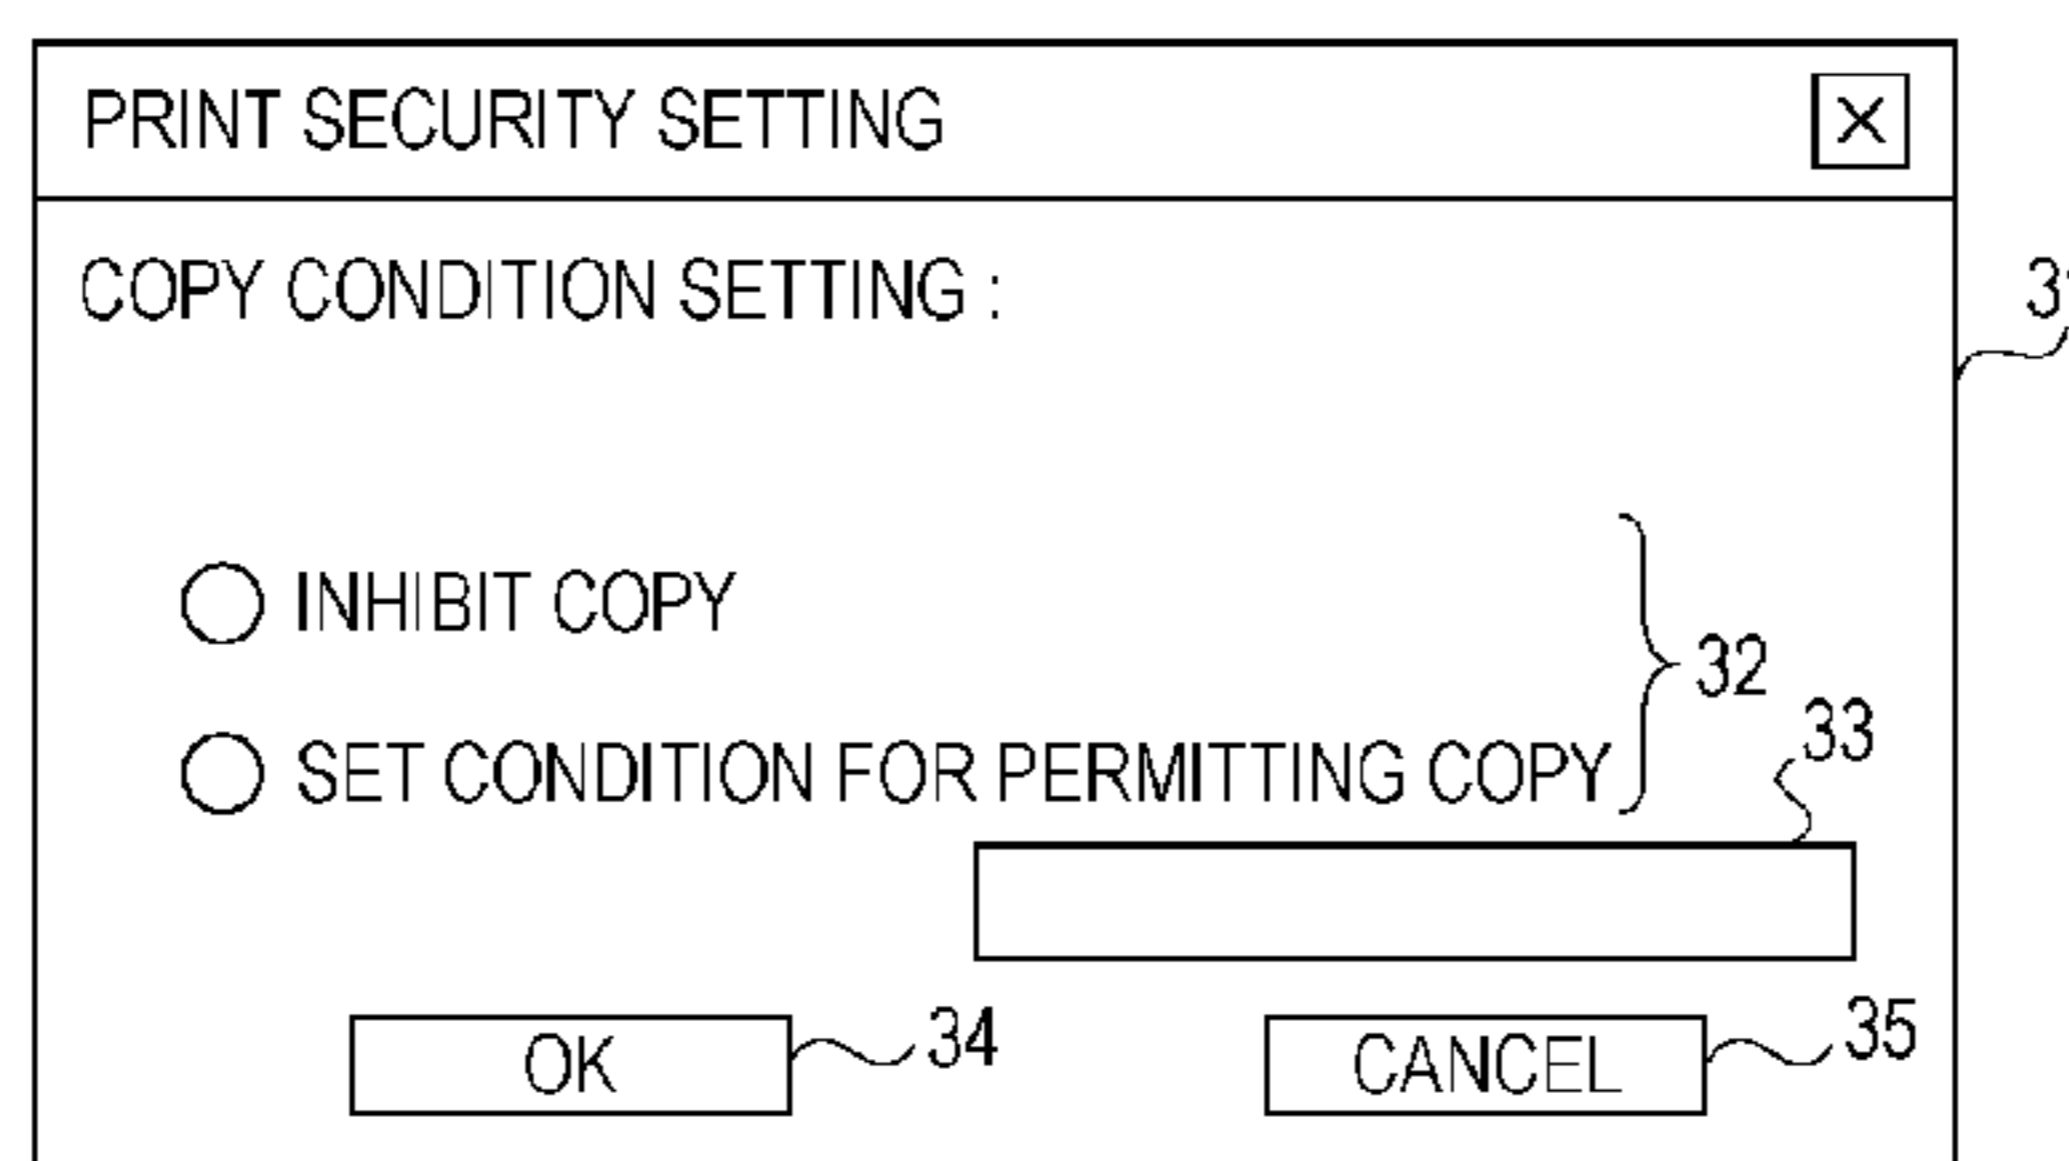 PRINT SECURITY SETTING X
COPY CONDITION SETTING :
INHIBIT COPY
32
33
SET CONDITION FOR PERMITTING COPY
OK
34
CANCEL
35